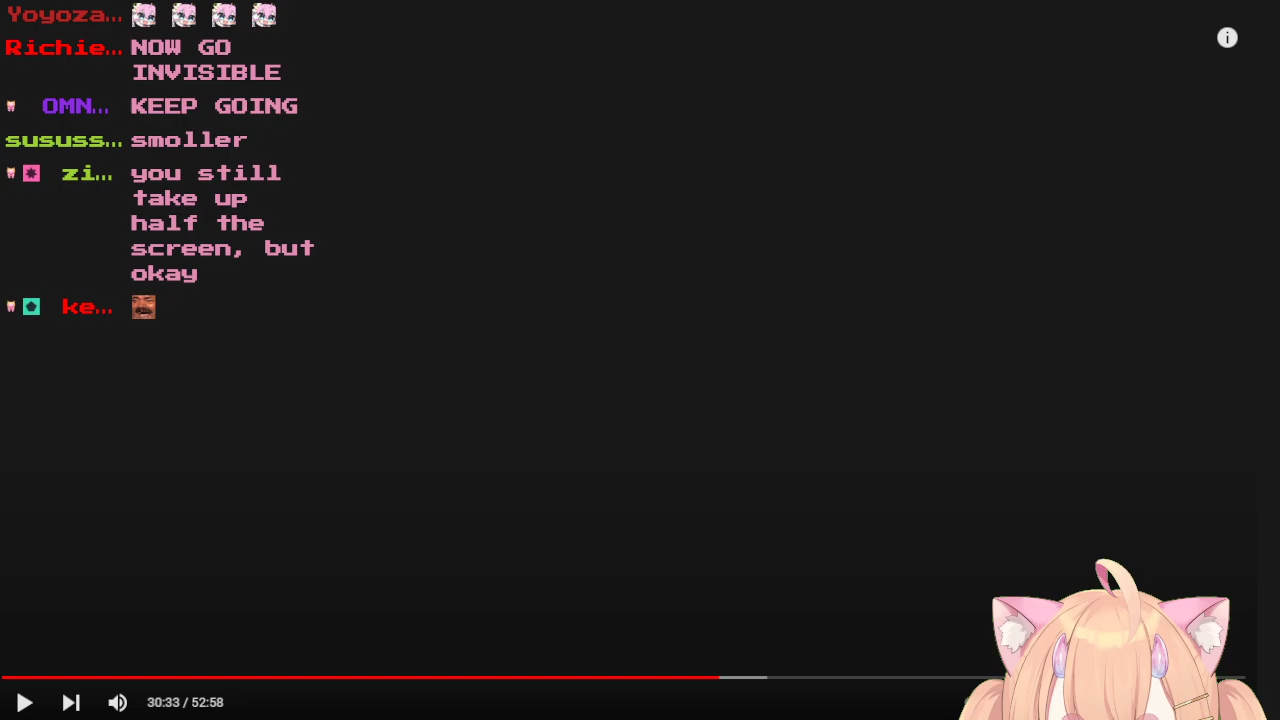 Yoyoza...
Richie... NOW GO
INVISIBLE
OMN... KEEP GOING
sususs... smoller
zi... you still
take up
half the
screen, but
okay
ke...
30:33 / 52:58